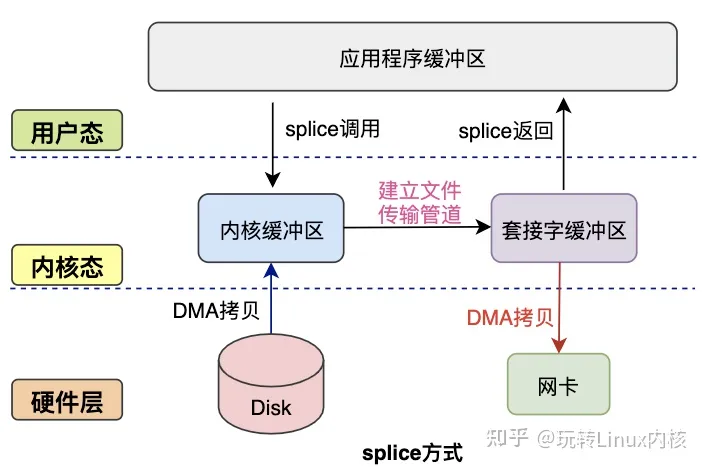 应用程序缓冲区
用户态
splice调用
splice返回
建立文件
传输管道
内核缓冲区
套接字缓冲区
内核态
DMA拷贝
DMA拷贝
硬件层
Disk
网卡
splice方式
知乎 @玩转Linux内核